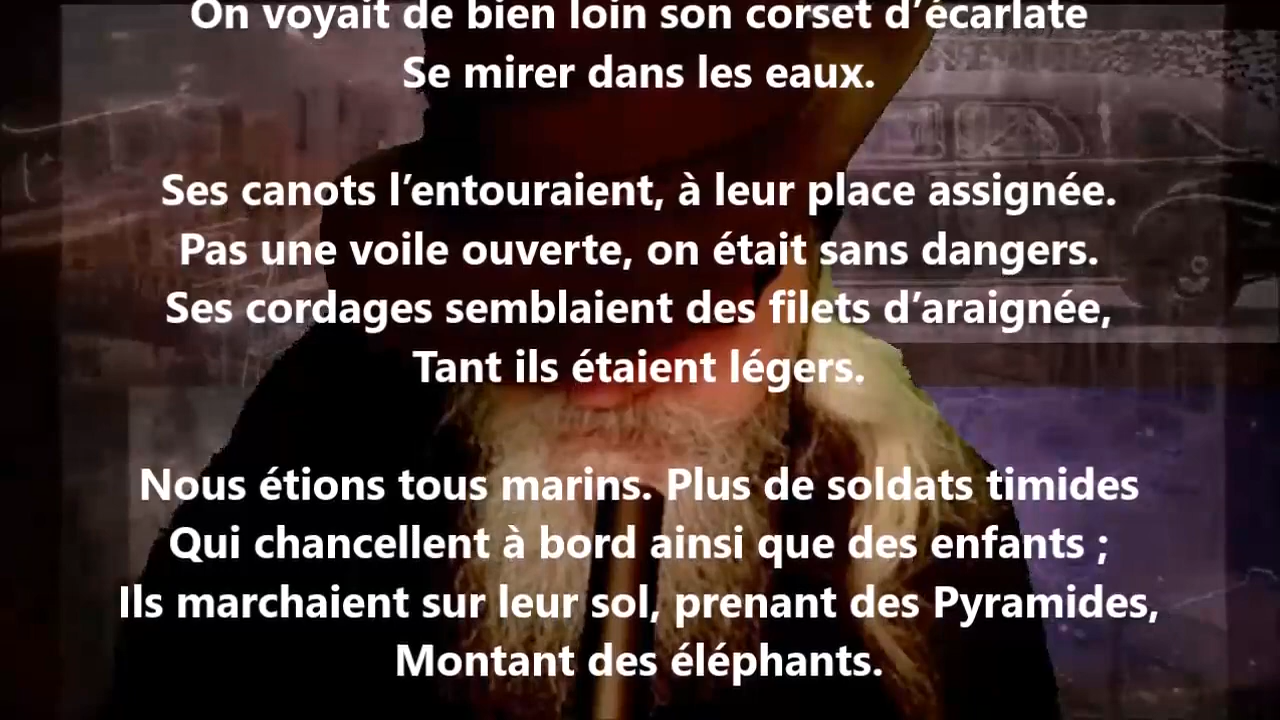 On voyait de bien loin son corset d’écarlate
Se mirer dans les eaux.
Ses canots l’entouraient, à leur place assignée.
Pas une voile ouverte, on était sans dangers.
Ses cordages semblaient des filets d’araignée,
Tant ils étaient légers.
Nous étions tous marins. Plus de soldats timides
Qui chancellent à bord ainsi que des enfants ;
Ils marchaient sur leur sol, prenant des Pyramides,
Montant des éléphants.